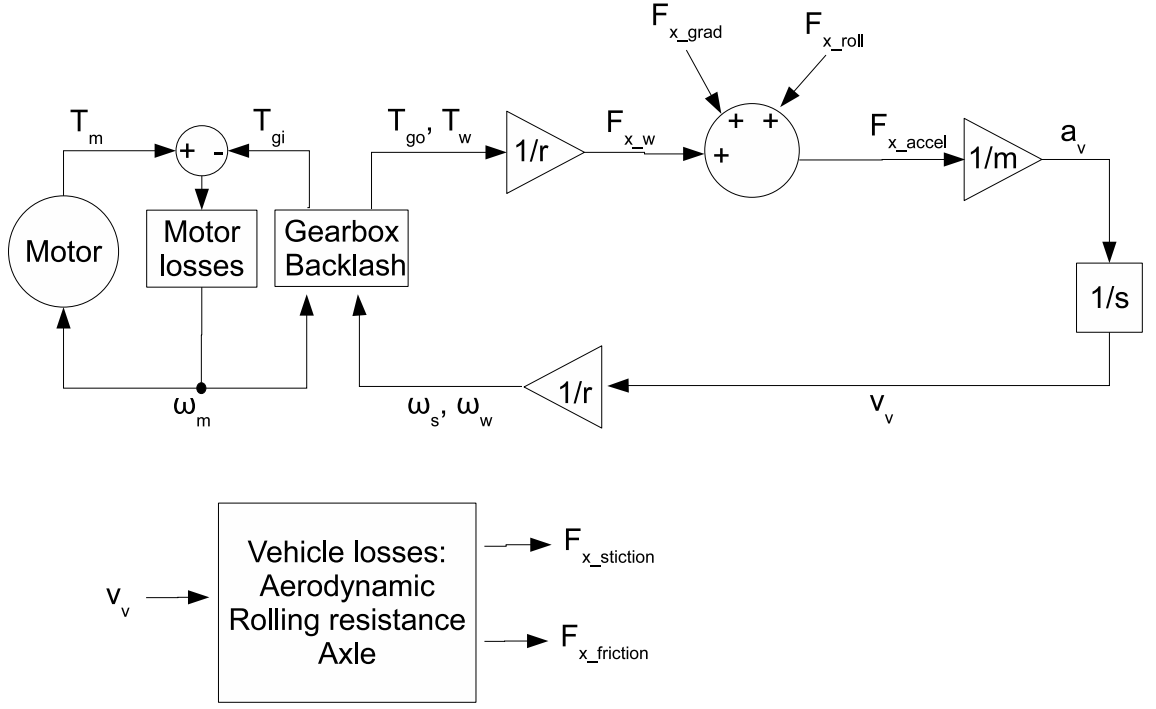 F x_grad
F x_roll
T m
T gi
T go, T w
F x_w
F x_accel
a v
+ -
1/r
+ +
+
1/m
Motor
Motor
losses
Gearbox
Backlash
1/s
1/r
ω m
ω s, ω w
v v
Vehicle losses:
Aerodynamic
Rolling resistance
Axle
v v
F x_stiction
F x_friction